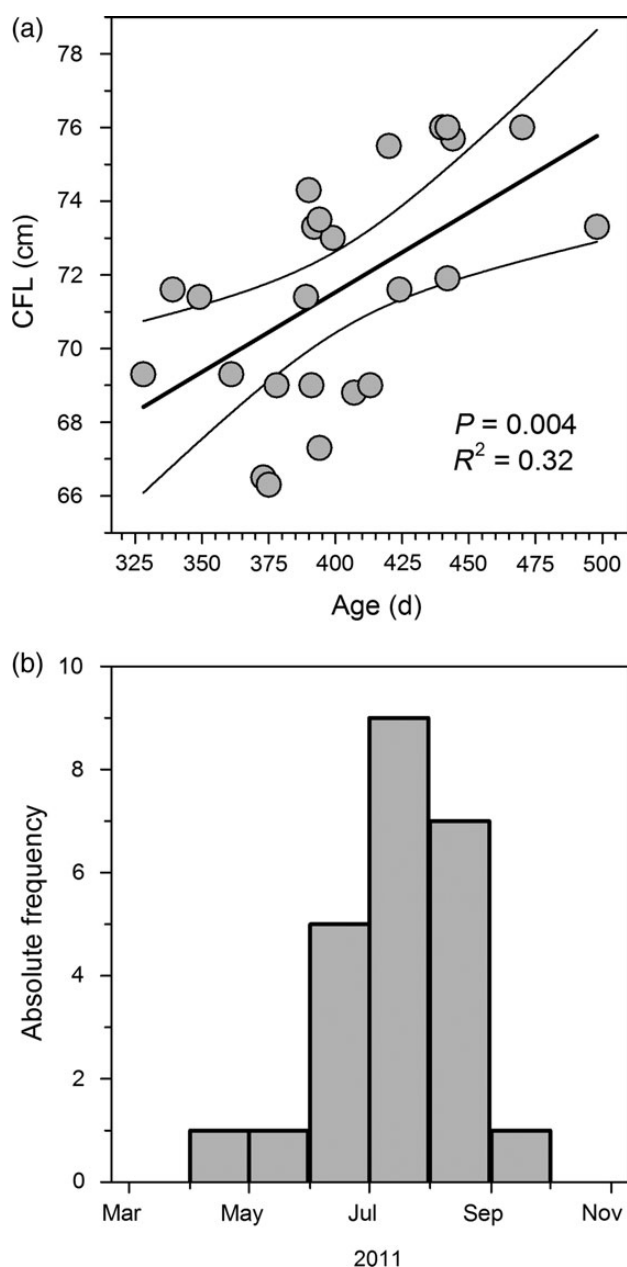 (a)
78
76
74
72
70
68
66
CFL (cm)
P = 0.004
R² = 0.32
325 350 375 400 425 450 475 500
Age (d)
(b)
10
8
6
4
2
0
Absolute frequency
Mar May Jul Sep Nov
2011